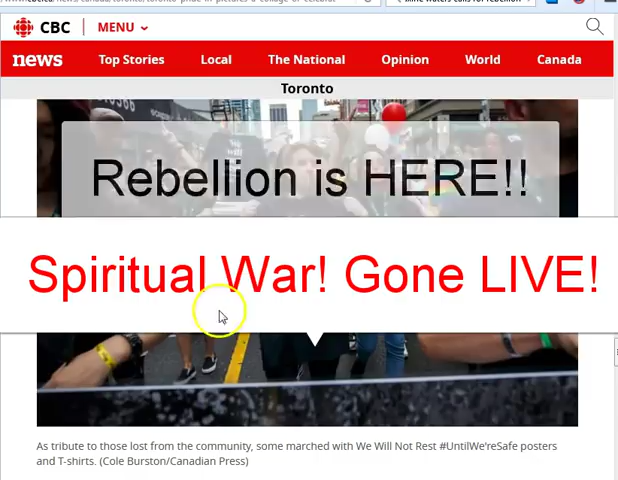 CBC MENU
news Top Stories Local The National Opinion World Canada
Toronto
Rebellion is HERE!!
Spiritual War! Gone LIVE!
As tribute to those lost from the community, some marched with We Will Not Rest #UntilWe'reSafe posters
and T-shirts. (Cole Burston/Canadian Press)